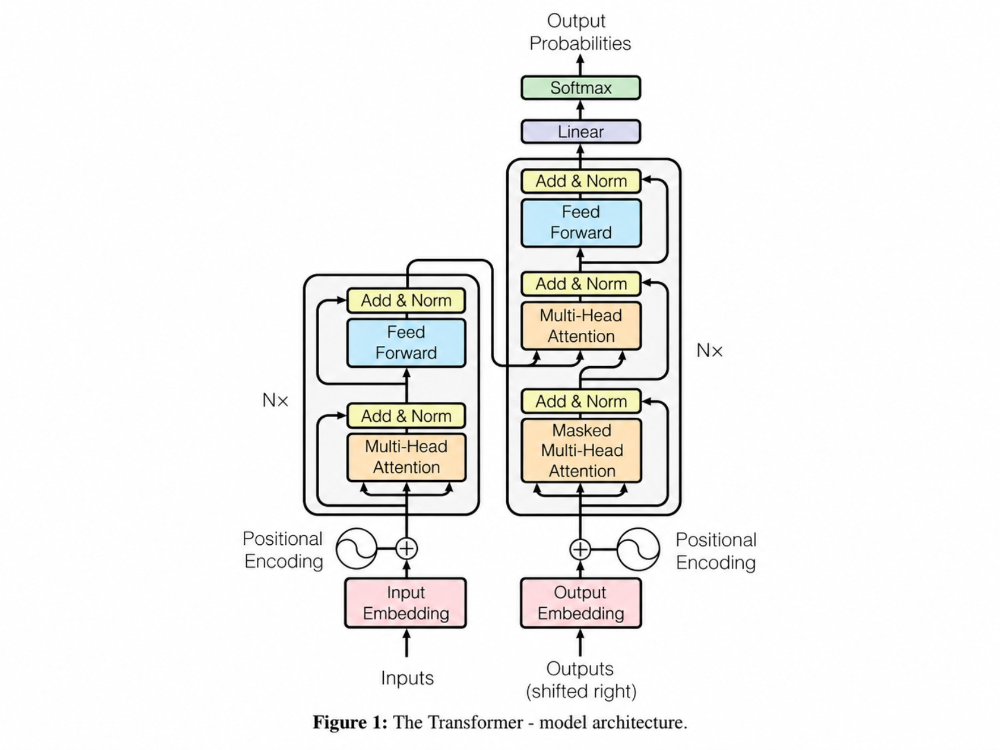 Output
Probabilities
Softmax
Linear
Add & Norm
Feed
Forward
Add & Norm
Multi-Head
Attention
N×
Add & Norm
Masked
Multi-Head
Attention
Add & Norm
Feed
Forward
N×
Add & Norm
Multi-Head
Attention
Positional
Encoding
Positional
Encoding
Input
Embedding
Output
Embedding
Inputs
Outputs
(shifted right)
Figure 1: The Transformer - model architecture.